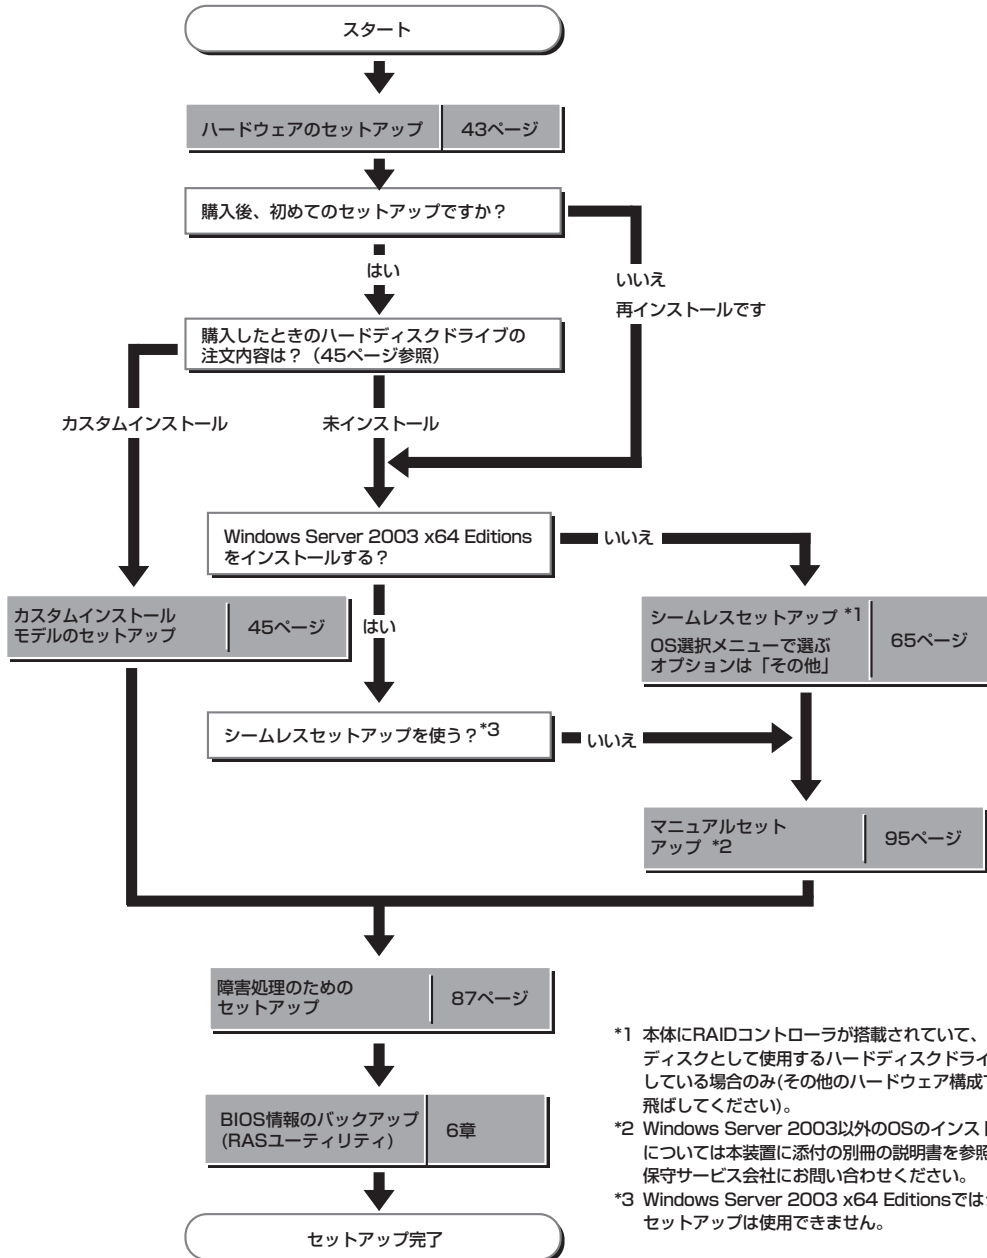 スタート
ハードウェアのセットアップ 43ページ
購入後、初めてのセットアップですか？
はい
いいえ
再インストールです
購入したときのハードディスクドライブの
注文内容は？（45ページ参照）
カスタムインストール
未インストール
Windows Server 2003 x64 Editions
をインストールする？
いいえ
カスタムインストール
モデルのセットアップ
45ページ
はい
シームレスセットアップ *1
OS選択メニューで選ぶ
オプションは「その他」
65ページ
シームレスセットアップを使う？*3
いいえ
マニュアルセット
アップ *2
95ページ
障害処理のための
セットアップ
87ページ
BIOS情報のバックアップ
(RASユーティリティ)
6章
セットアップ完了
*1 本体にRAIDコントローラが搭載されていて、
ディスクとして使用するハードディスクドライ
している場合のみ(その他のハードウェア構成
飛ばしてください)。
*2 Windows Server 2003以外のOSのインス
については本装置に添付の別冊の説明書を参照
保守サービス会社にお問い合わせください。
*3 Windows Server 2003 x64 Editionsでは
セットアップは使用できません。